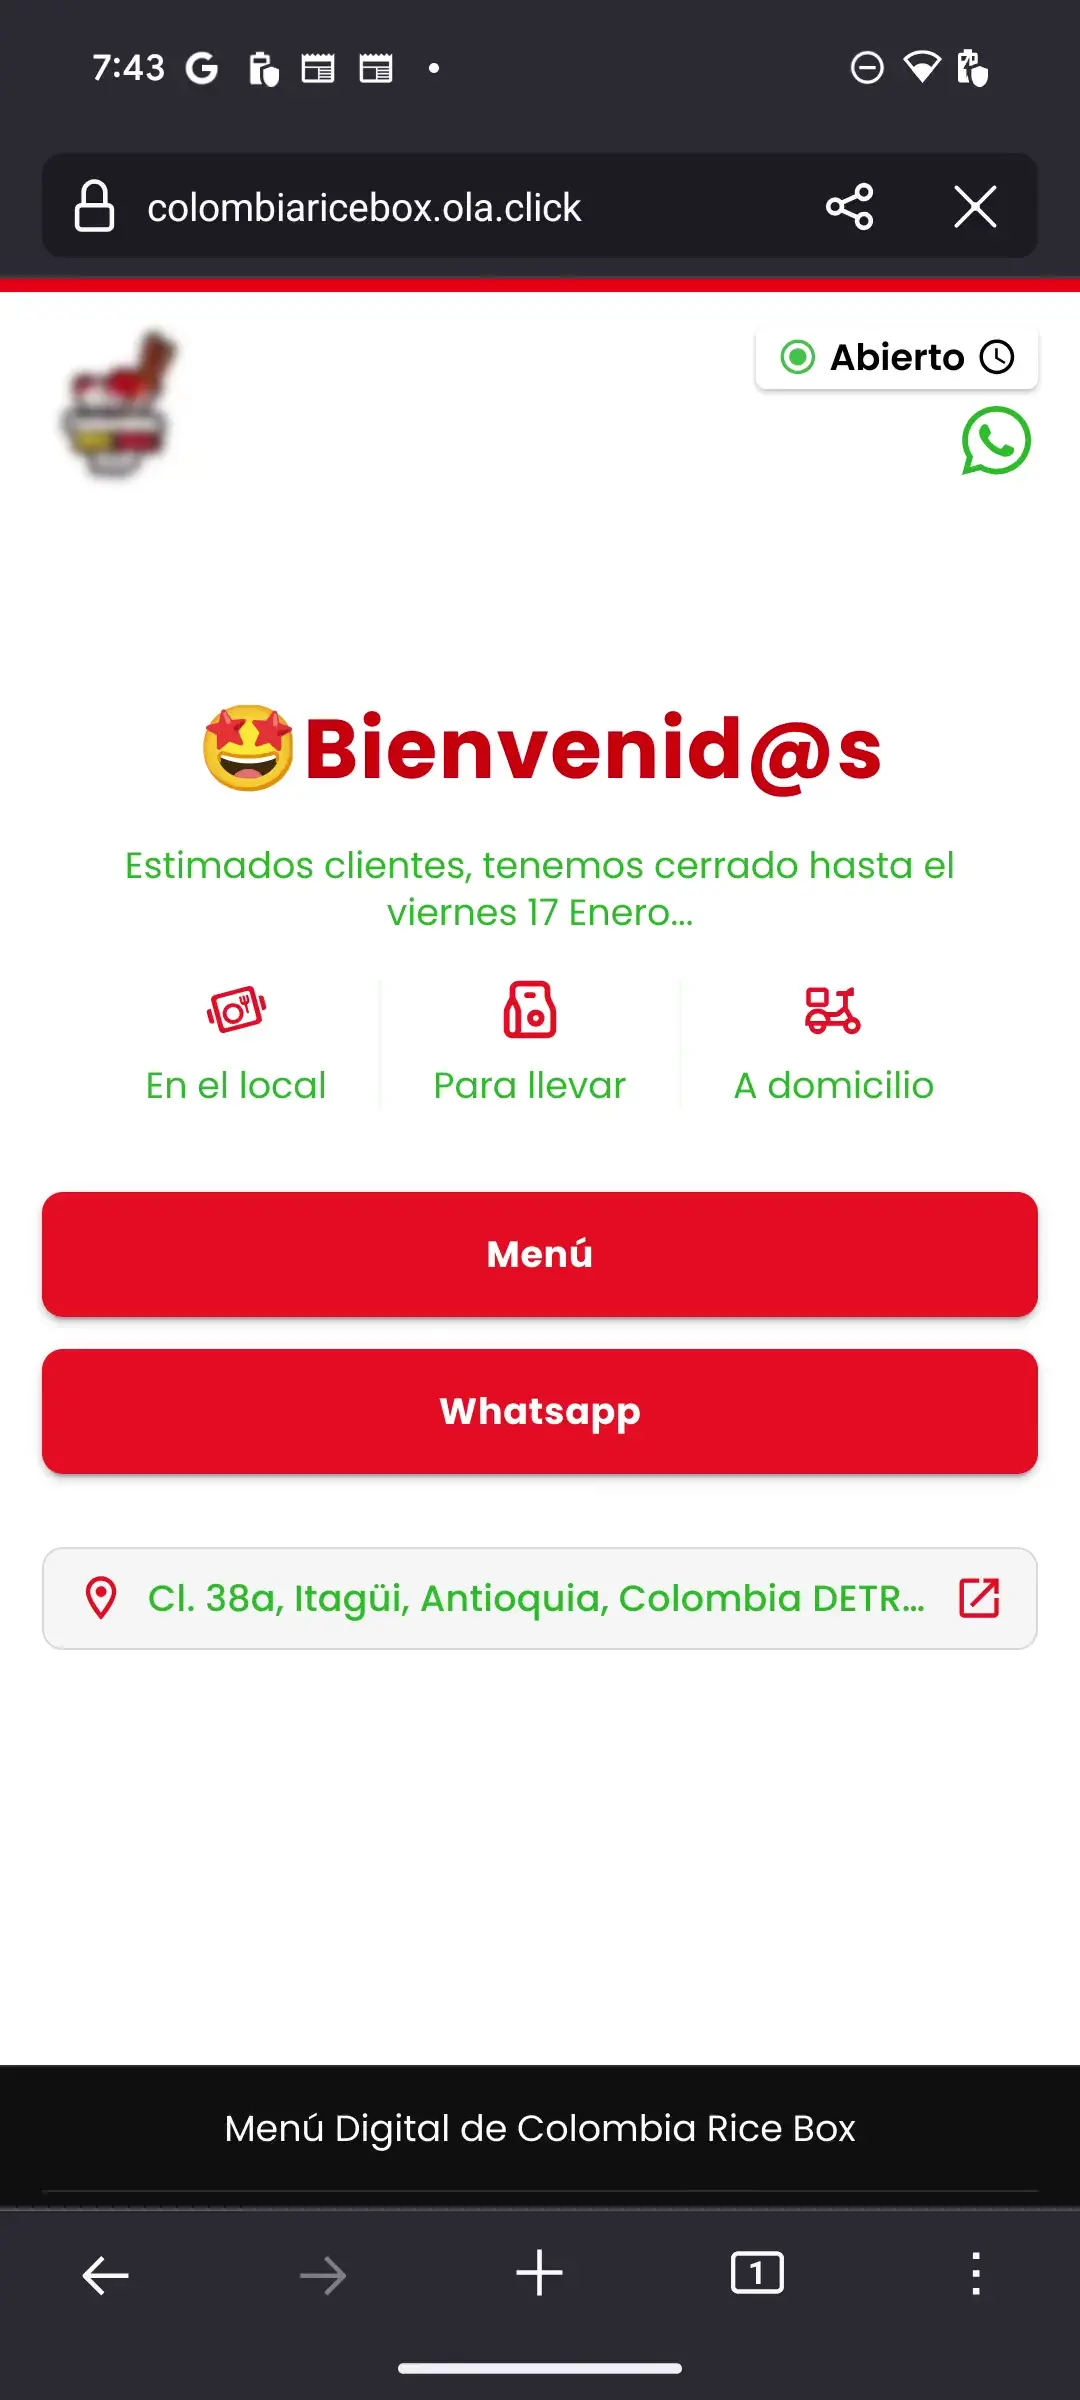 7:43
colombiaricebox.ola.click
Abierto
Bienvenid@s
Estimados clientes, tenemos cerrado hasta el
viernes 17 Enero...
En el local
Para llevar
A domicilio
Menú
Whatsapp
Cl. 38a, Itagüi, Antioquia, Colombia DETR...
Menú Digital de Colombia Rice Box
1